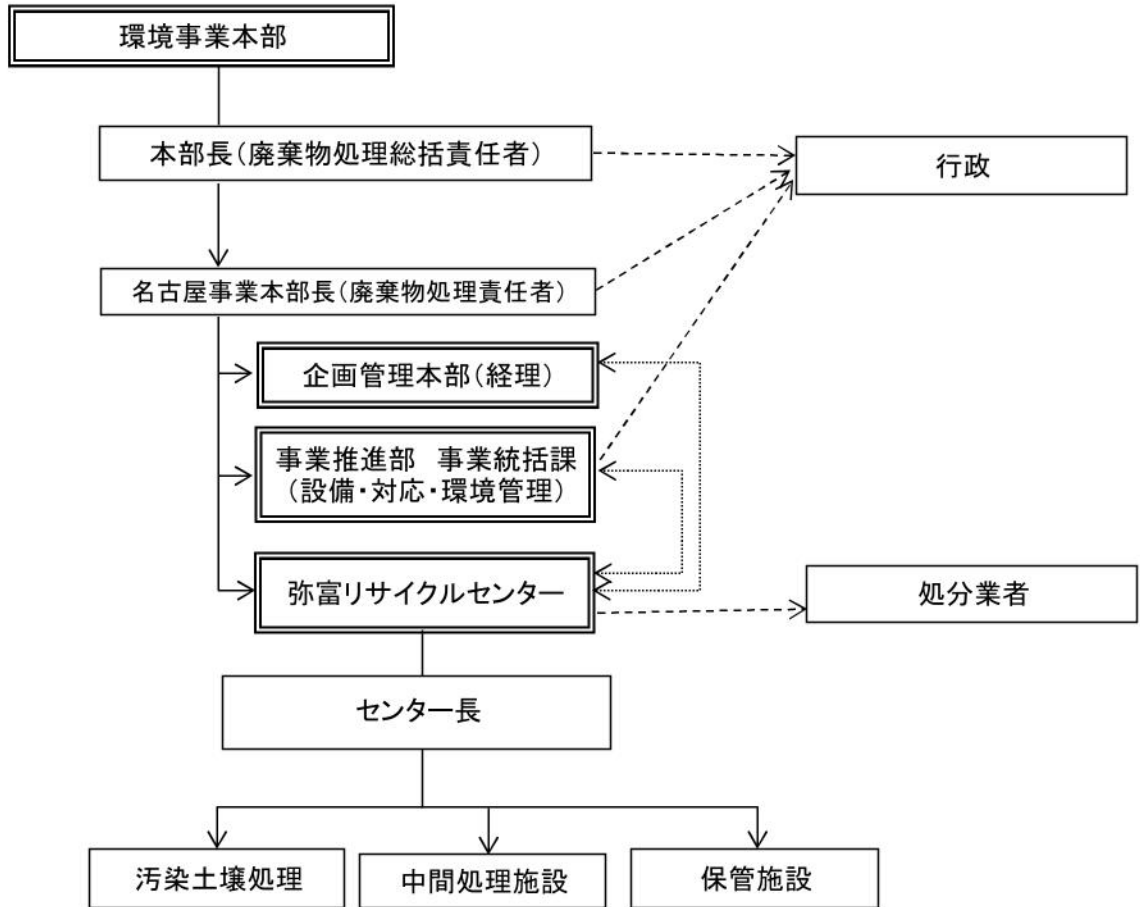 環境事業本部
本部長(廃棄物処理総括責任者)
行政
名古屋事業本部長(廃棄物処理責任者)
企画管理本部(経理)
事業推進部 事業統括課
(設備・対応・環境管理)
弥富リサイクルセンター
処分業者
センター長
汚染土壌処理
中間処理施設
保管施設